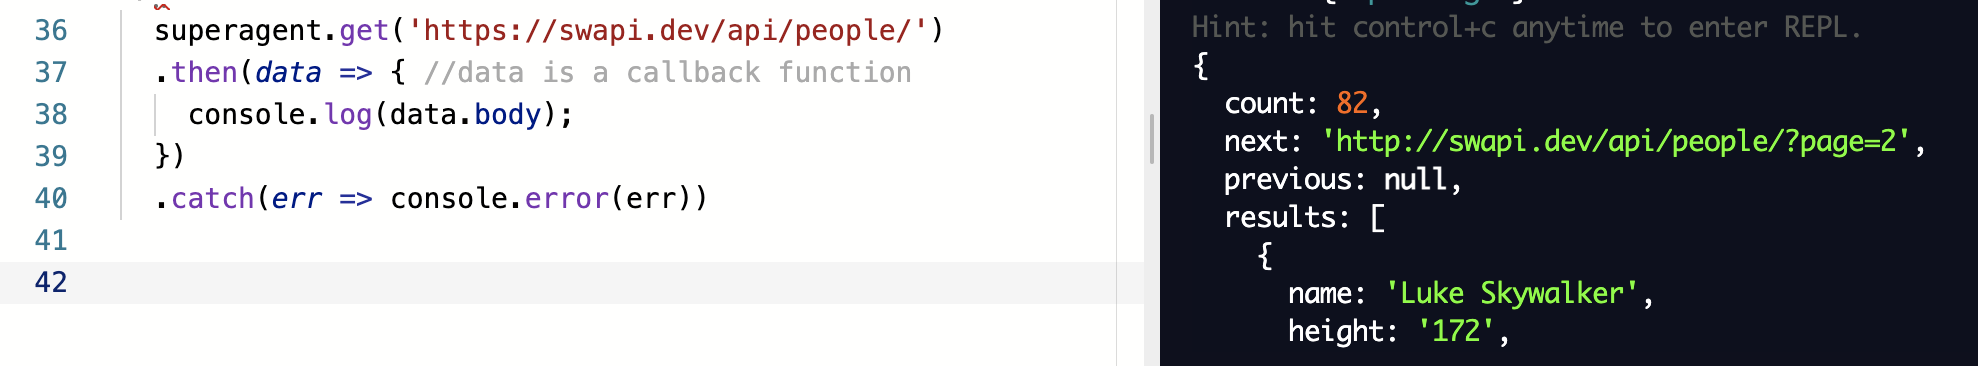 36 superagent.get('https://swapi.dev/api/people/')
37 .then(data => { //data is a callback function
38 console.log(data.body);
39 })
40 .catch(err => console.error(err))
41
42
Hint: hit control+c anytime to enter REPL.
{
count: 82,
next: 'http://swapi.dev/api/people/?page=2',
previous: null,
results: [
{
name: 'Luke Skywalker',
height: '172',